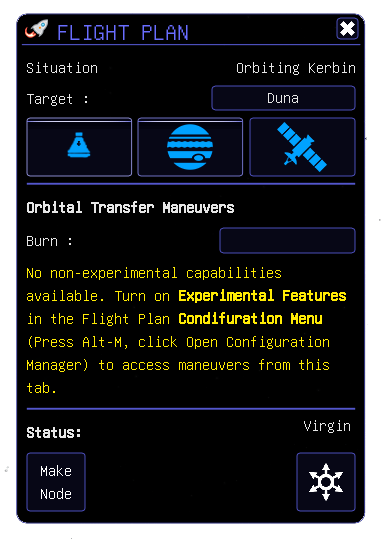 FLIGHT PLAN
Situation Orbiting Kerbin
Target : Duna
Orbital Transfer Maneuvers
Burn :
No non-experimental capabilities
available. Turn on Experimental Features
in the Flight Plan Condifuration Menu
(Press Alt-M, click Open Configuration
Manager) to access maneuvers from this
tab.
Status: Virgin
Make
Node